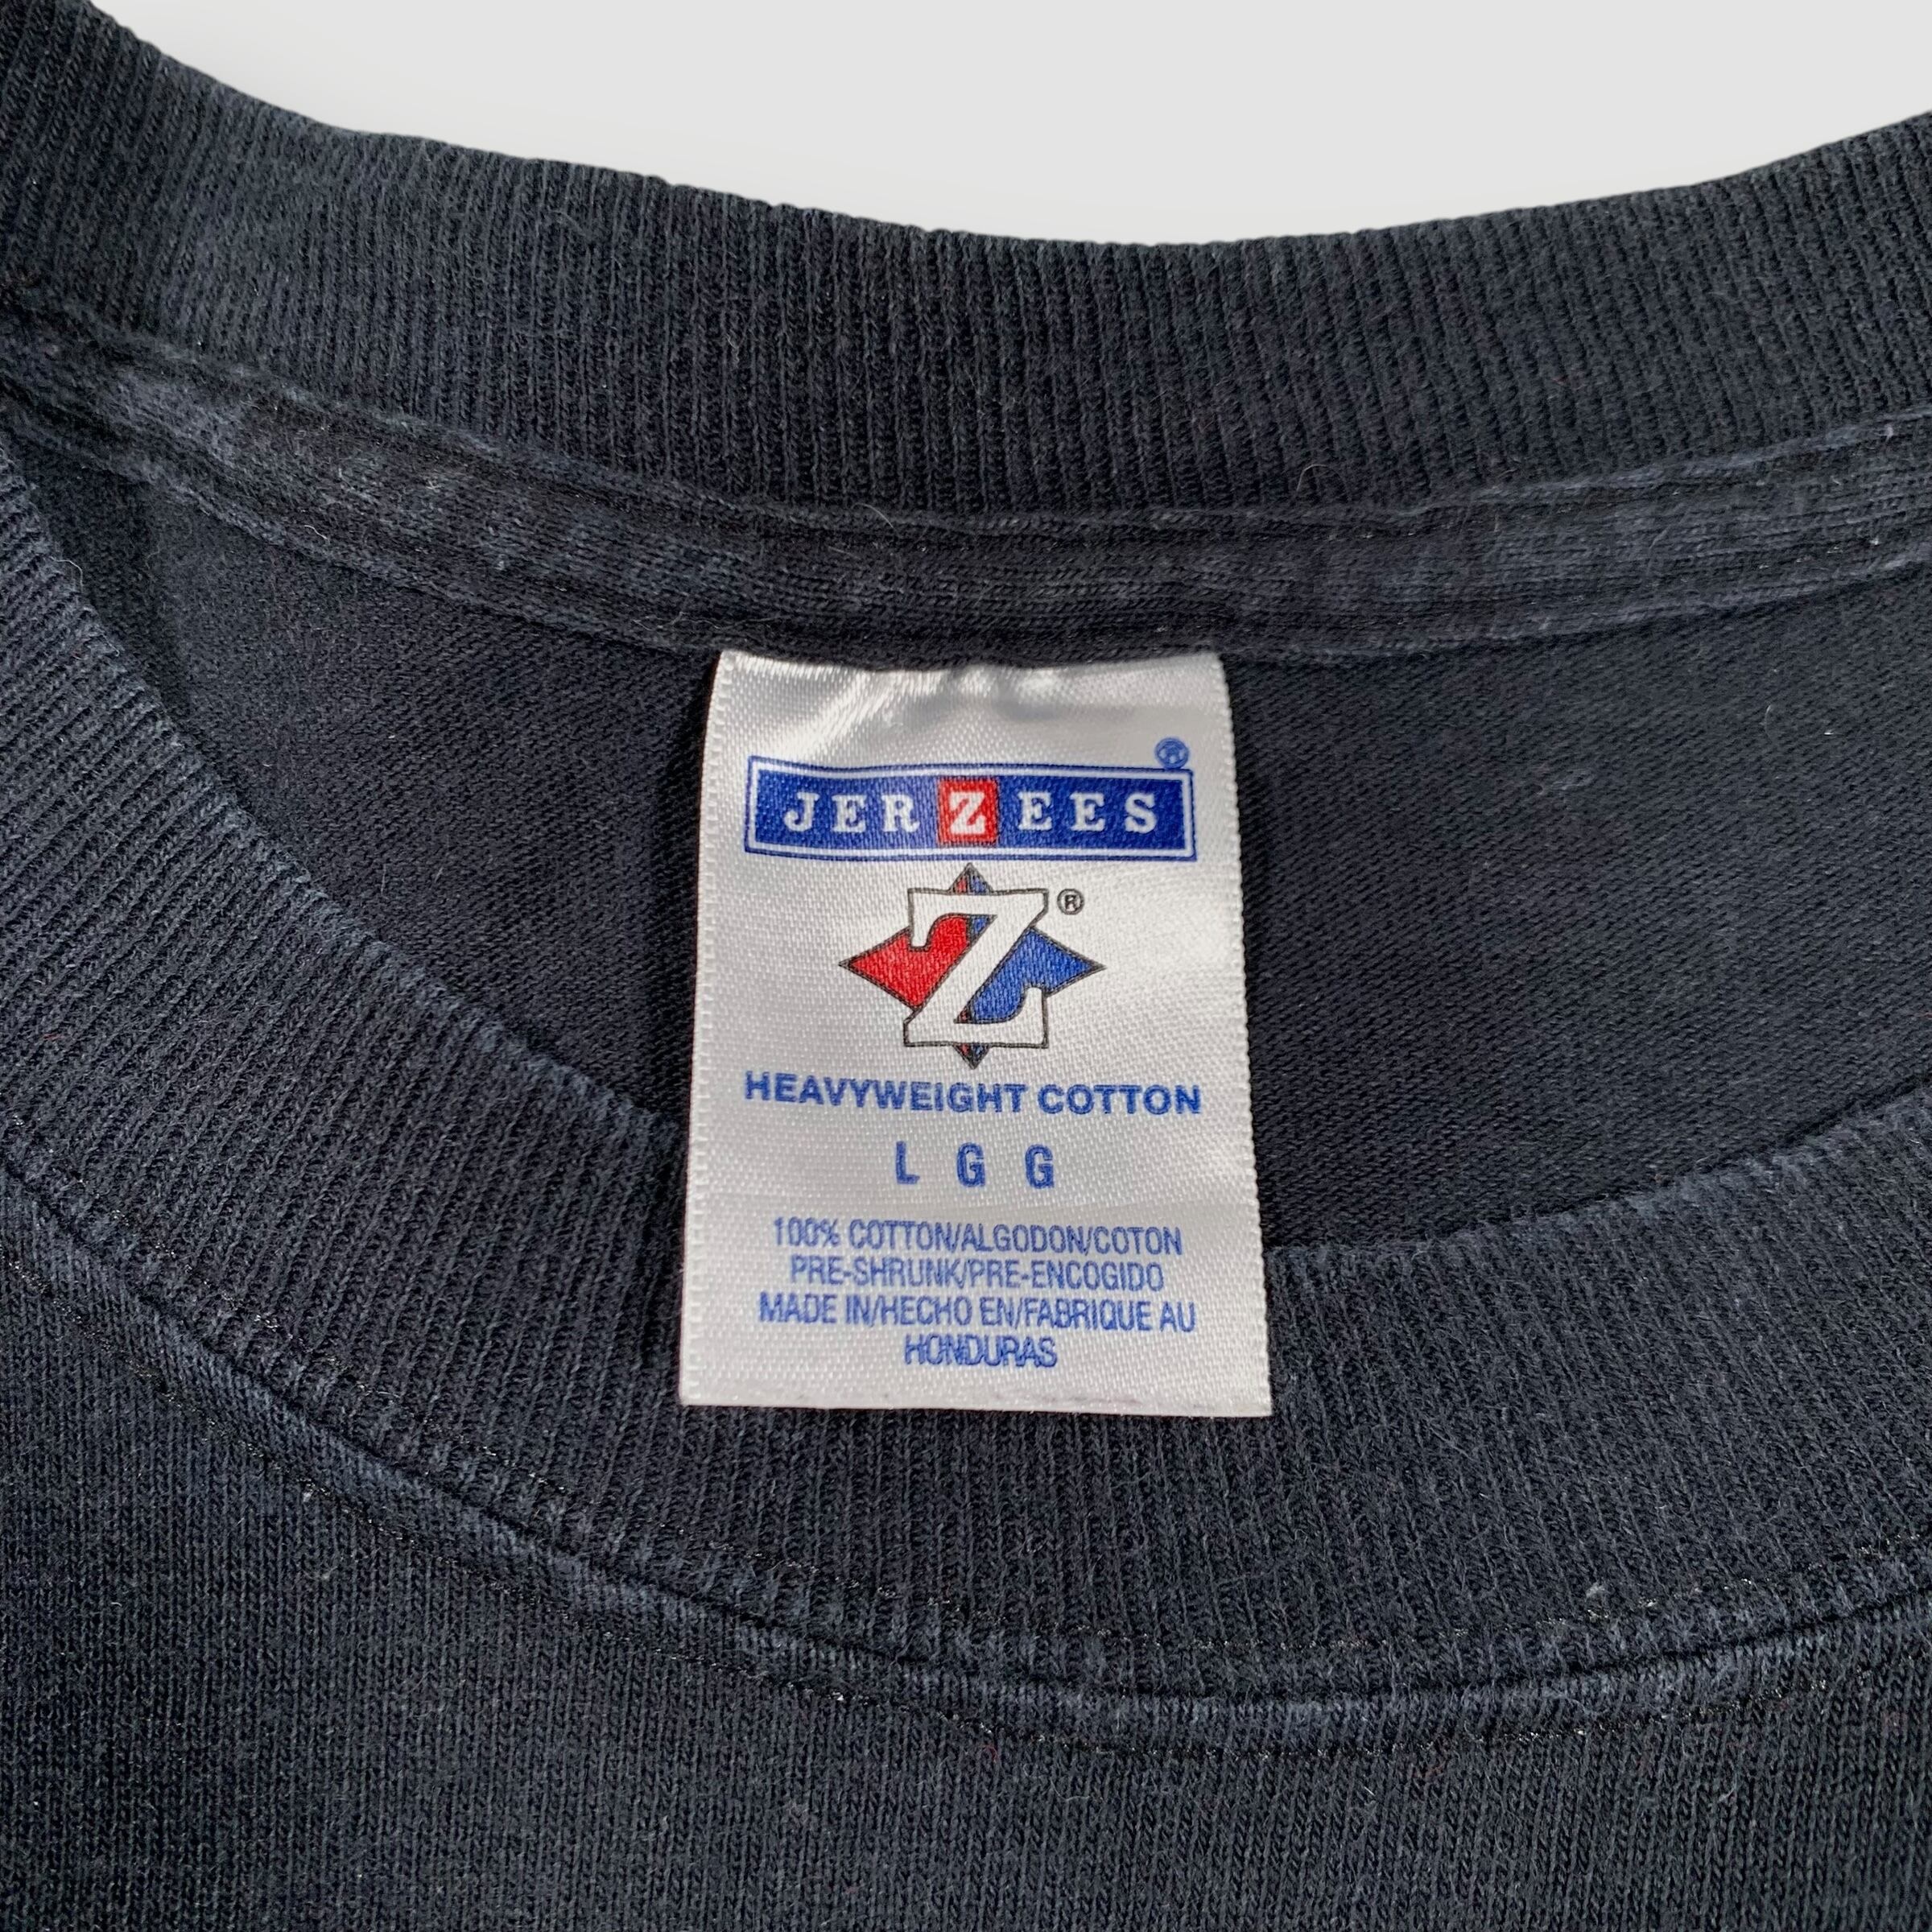 JERZEES®
Z®
HEAVYWEIGHT COTTON
L G G
100% COTTON/ALGODON/COTON
PRE-SHRUNK/PRE-ENCOGIDO
MADE IN/HECHO EN/FABRIQUE AU
HONDURAS